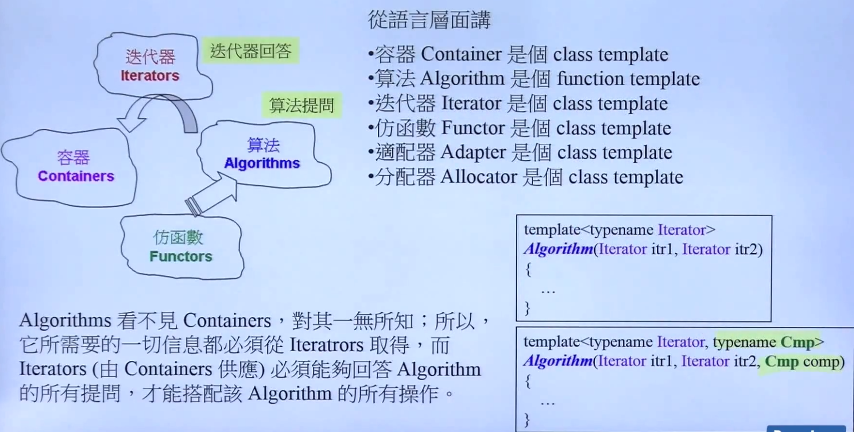 從語言層面講
•容器 Container 是個 class template
•算法 Algorithm 是個 function template
•迭代器 Iterator 是個 class template
•仿函數 Functor 是個 class template
•適配器 Adapter 是個 class template
•分配器 Allocator 是個 class template
迭代器
Iterators
迭代器回答
算法提問
容器
Containers
算法
Algorithms
仿函數
Functors
template<typename Iterator>
Algorithm(Iterator itr1, Iterator itr2)
{
…
}
template<typename Iterator, typename Cmp>
Algorithm(Iterator itr1, Iterator itr2, Cmp comp)
{
…
}
Algorithms 看不見 Containers，對其一無所知；所以，
它所需要的一切信息都必須從 Iteratrors 取得，而
Iterators (由 Containers 供應) 必須能夠回答 Algorithm
的所有提問，才能搭配該 Algorithm 的所有操作。